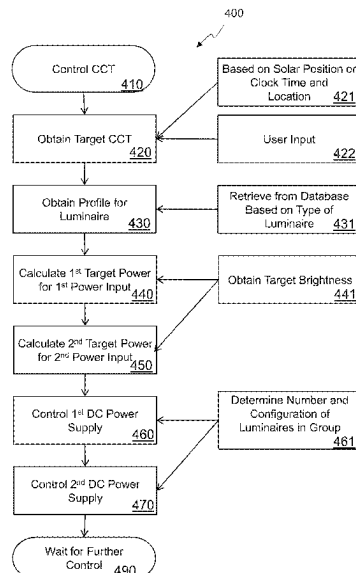 400
Control CCT
410
Based on Solar Position or
Clock Time and
Location
421
Obtain Target CCT
420
User Input
422
Obtain Profile for
Luminaire
430
Retrieve from Database
Based on Type of
Luminaire
431
Calculate 1st Target Power
for 1st Power Input
440
Obtain Target Brightness
441
Calculate 2nd Target Power
for 2nd Power Input
450
Control 1st DC Power
Supply
460
Determine Number and
Configuration of
Luminaires in Group
461
Control 2nd DC Power
Supply
470
Wait for Further
Control
490